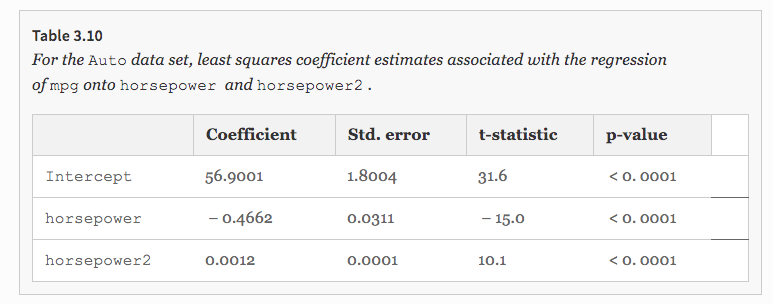 Table 3.10
For the Auto data set, least squares coefficient estimates associated with the regression
of mpg onto horsepower and horsepower2 .
Coefficient Std. error t-statistic p-value
Intercept 56.9001 1.8004 31.6 < 0. 0001
horsepower − 0.4662 0.0311 − 15.0 < 0. 0001
horsepower2 0.0012 0.0001 10.1 < 0. 0001